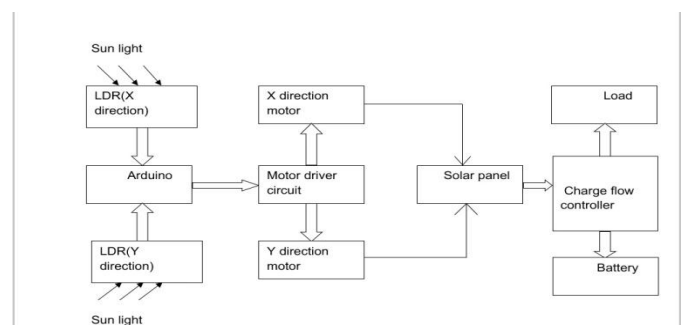 Sun light
LDR(X
direction)
X direction
motor
Load
Arduino
Motor driver
circuit
Solar panel
Charge flow
controller
LDR(Y
direction)
Y direction
motor
Battery
Sun light